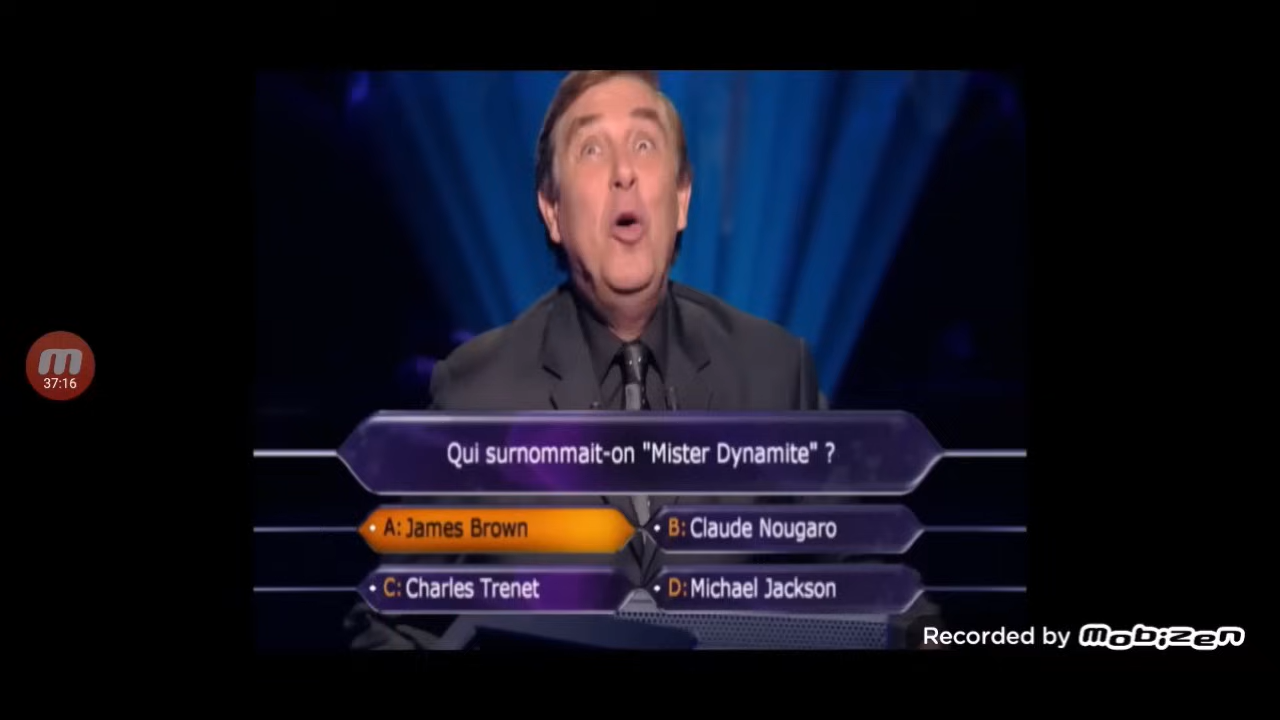 Qui surnommait-on "Mister Dynamite" ?
A: James Brown
B: Claude Nougaro
C: Charles Trenet
D: Michael Jackson
37:16
Recorded by mobizen